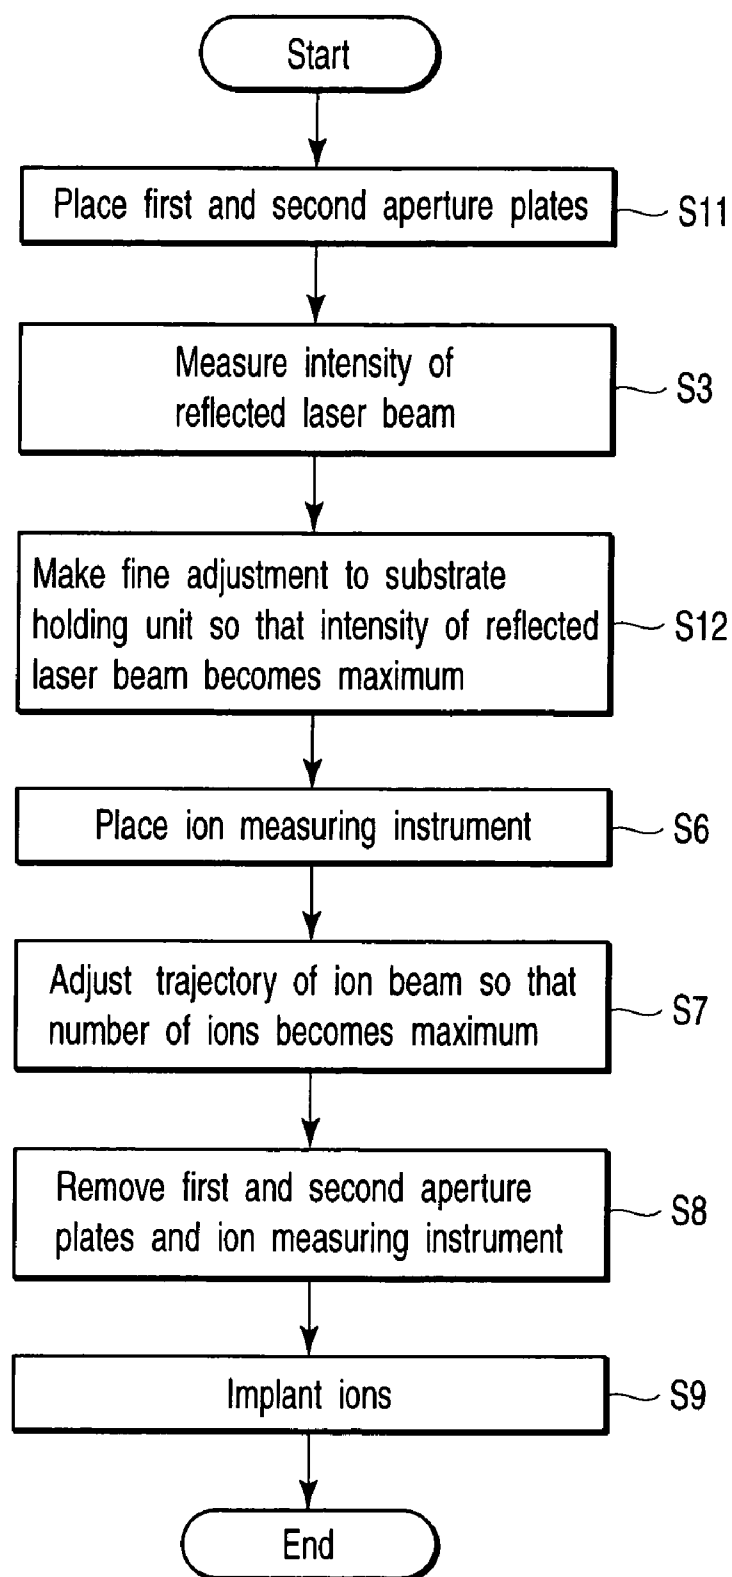 Start
Place first and second aperture plates
S11
Measure intensity of
reflected laser beam
S3
Make fine adjustment to substrate
holding unit so that intensity of reflected
laser beam becomes maximum
S12
Place ion measuring instrument
S6
Adjust trajectory of ion beam so that
number of ions becomes maximum
S7
Remove first and second aperture
plates and ion measuring instrument
S8
Implant ions
S9
End